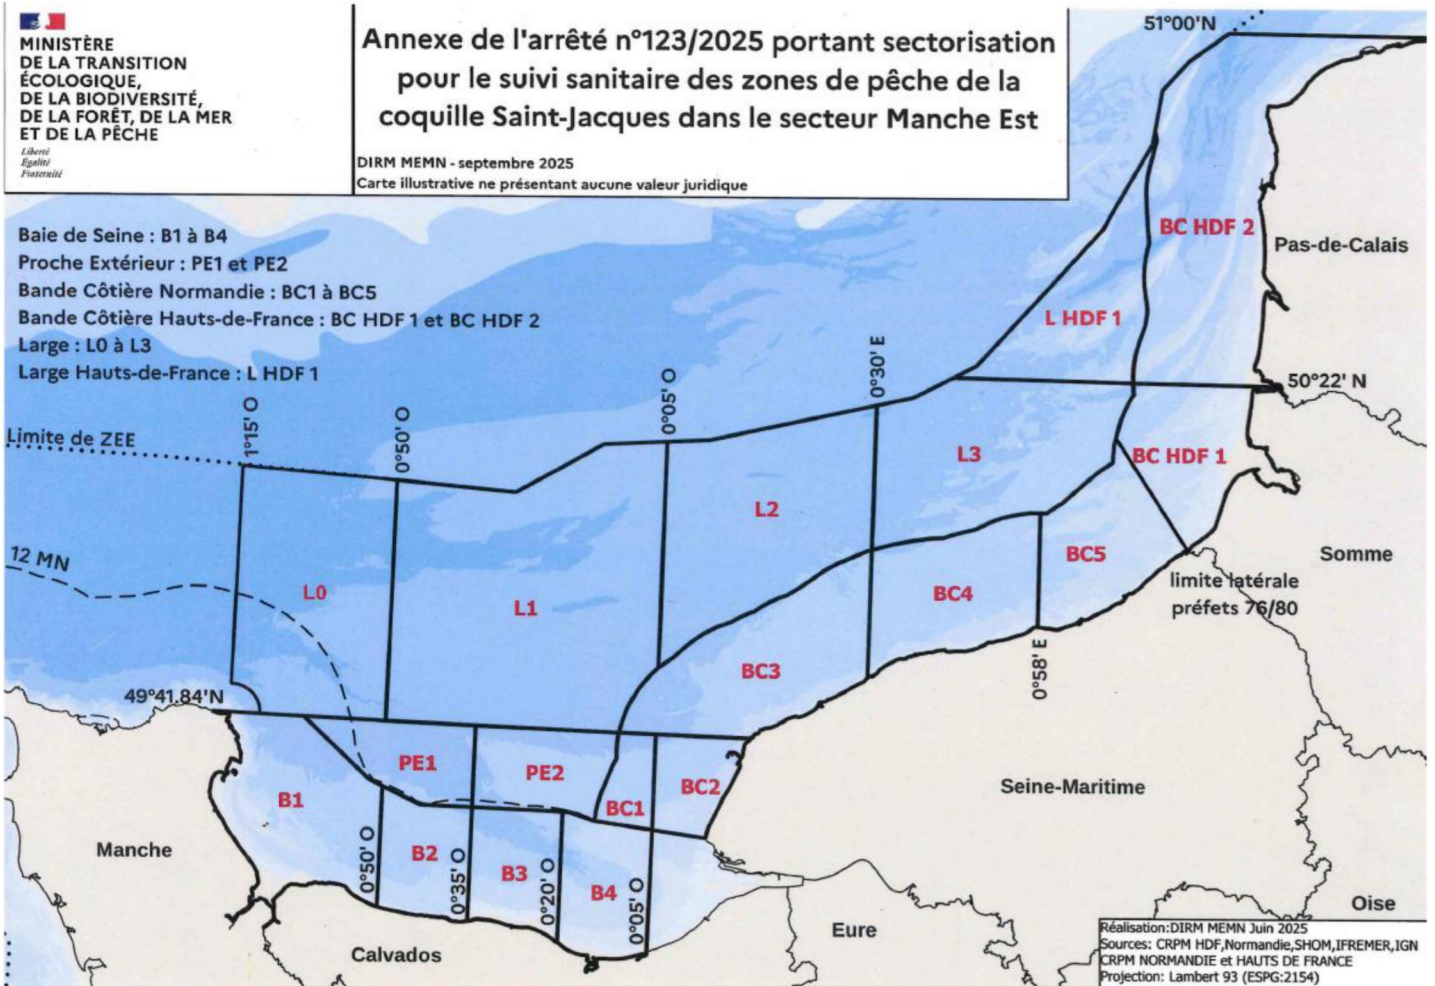 MINISTÈRE
DE LA TRANSITION
ÉCOLOGIQUE,
DE LA BIODIVERSITÉ,
DE LA FORÊT, DE LA MER
ET DE LA PÊCHE
Liberté
Égalité
Fraternité
Annexe de l'arrêté n°123/2025 portant sectorisation
pour le suivi sanitaire des zones de pêche de la
coquille Saint-Jacques dans le secteur Manche Est
DIRM MEMN - septembre 2025
Carte illustrative ne présentant aucune valeur juridique
51°00'N
Baie de Seine : B1 à B4
Proche Extérieur : PE1 et PE2
Bande Côtière Normandie : BC1 à BC5
Bande Côtière Hauts-de-France : BC HDF 1 et BC HDF 2
Large : L0 à L3
Large Hauts-de-France : L HDF 1
BC HDF 2
Pas-de-Calais
L HDF 1
50°22' N
1°15' O
0°50' O
0°05' O
0°30' E
Limite de ZEE
L3
BC HDF 1
L2
12 MN
L0
L1
BC4
BC5
Somme
limite latérale
préfets 76/80
BC3
0°58' E
49°41.84'N
PE1
PE2
BC1
BC2
B1
Seine-Maritime
Manche
B2
B3
B4
0°50' O
0°35' O
0°20' O
0°05' O
Calvados
Eure
Oise
Réalisation:DIRM MEMN Juin 2025
Sources: CRPM HDF,Normandie,SHOM,IFREMER,IGN
CRPM NORMANDIE et HAUTS DE FRANCE
Projection: Lambert 93 (ESPG:2154)